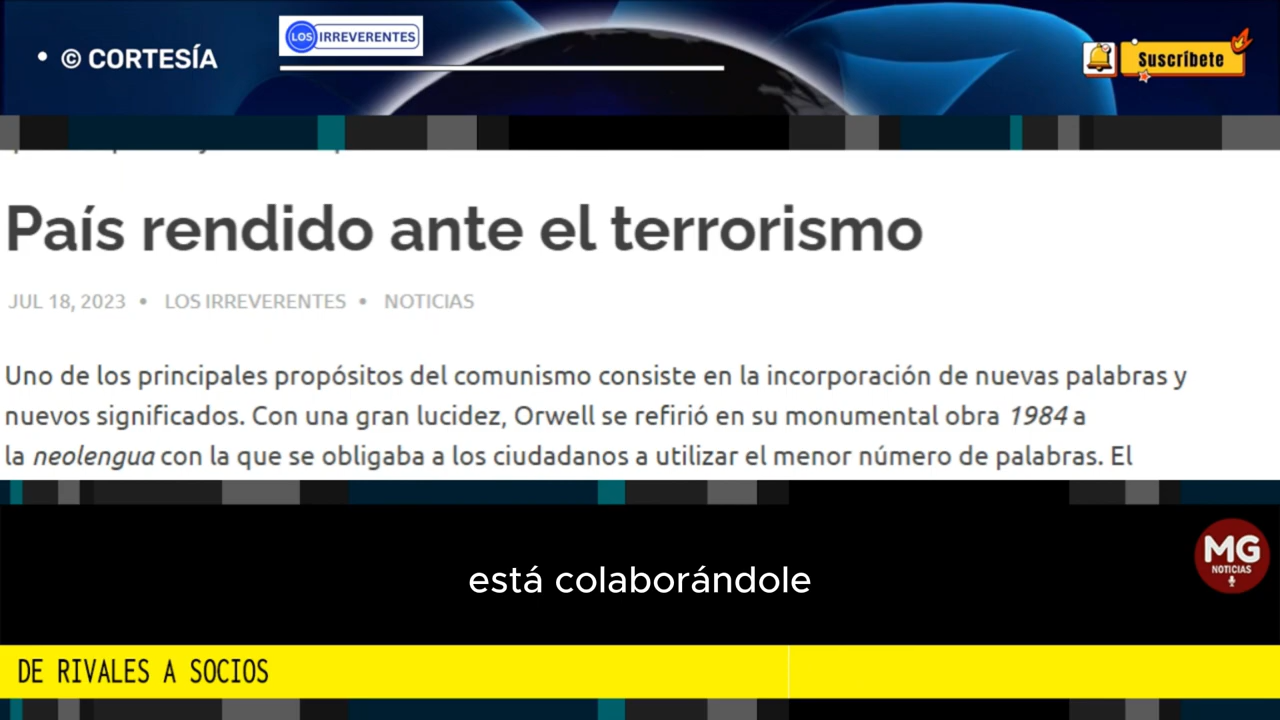 • © CORTESÍA
LOS IRREVERENTES
Suscríbete
País rendido ante el terrorismo
JUL 18, 2023 • LOS IRREVERENTES • NOTICIAS
Uno de los principales propósitos del comunismo consiste en la incorporación de nuevas palabras y
nuevos significados. Con una gran lucidez, Orwell se refirió en su monumental obra 1984 a
la neolengua con la que se obligaba a los ciudadanos a utilizar el menor número de palabras. El
MG
NOTICIAS
está colaborándole
DE RIVALES A SOCIOS